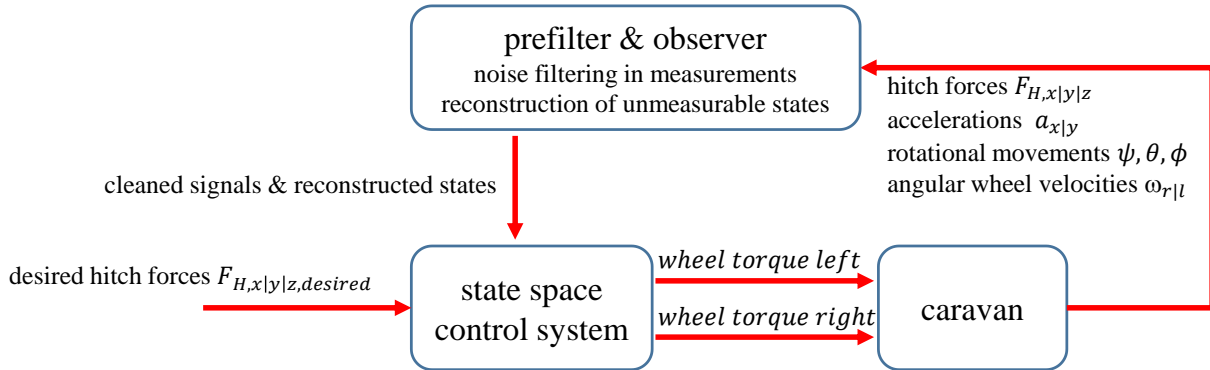 prefilter & observer
noise filtering in measurements
reconstruction of unmeasurable states
hitch forces F_{H,x|y|z}
accelerations a_{x|y}
rotational movements ψ, θ, ϕ
angular wheel velocities ω_{r|l}
cleaned signals & reconstructed states
desired hitch forces F_{H,x|y|z,desired}
state space
control system
wheel torque left
wheel torque right
caravan